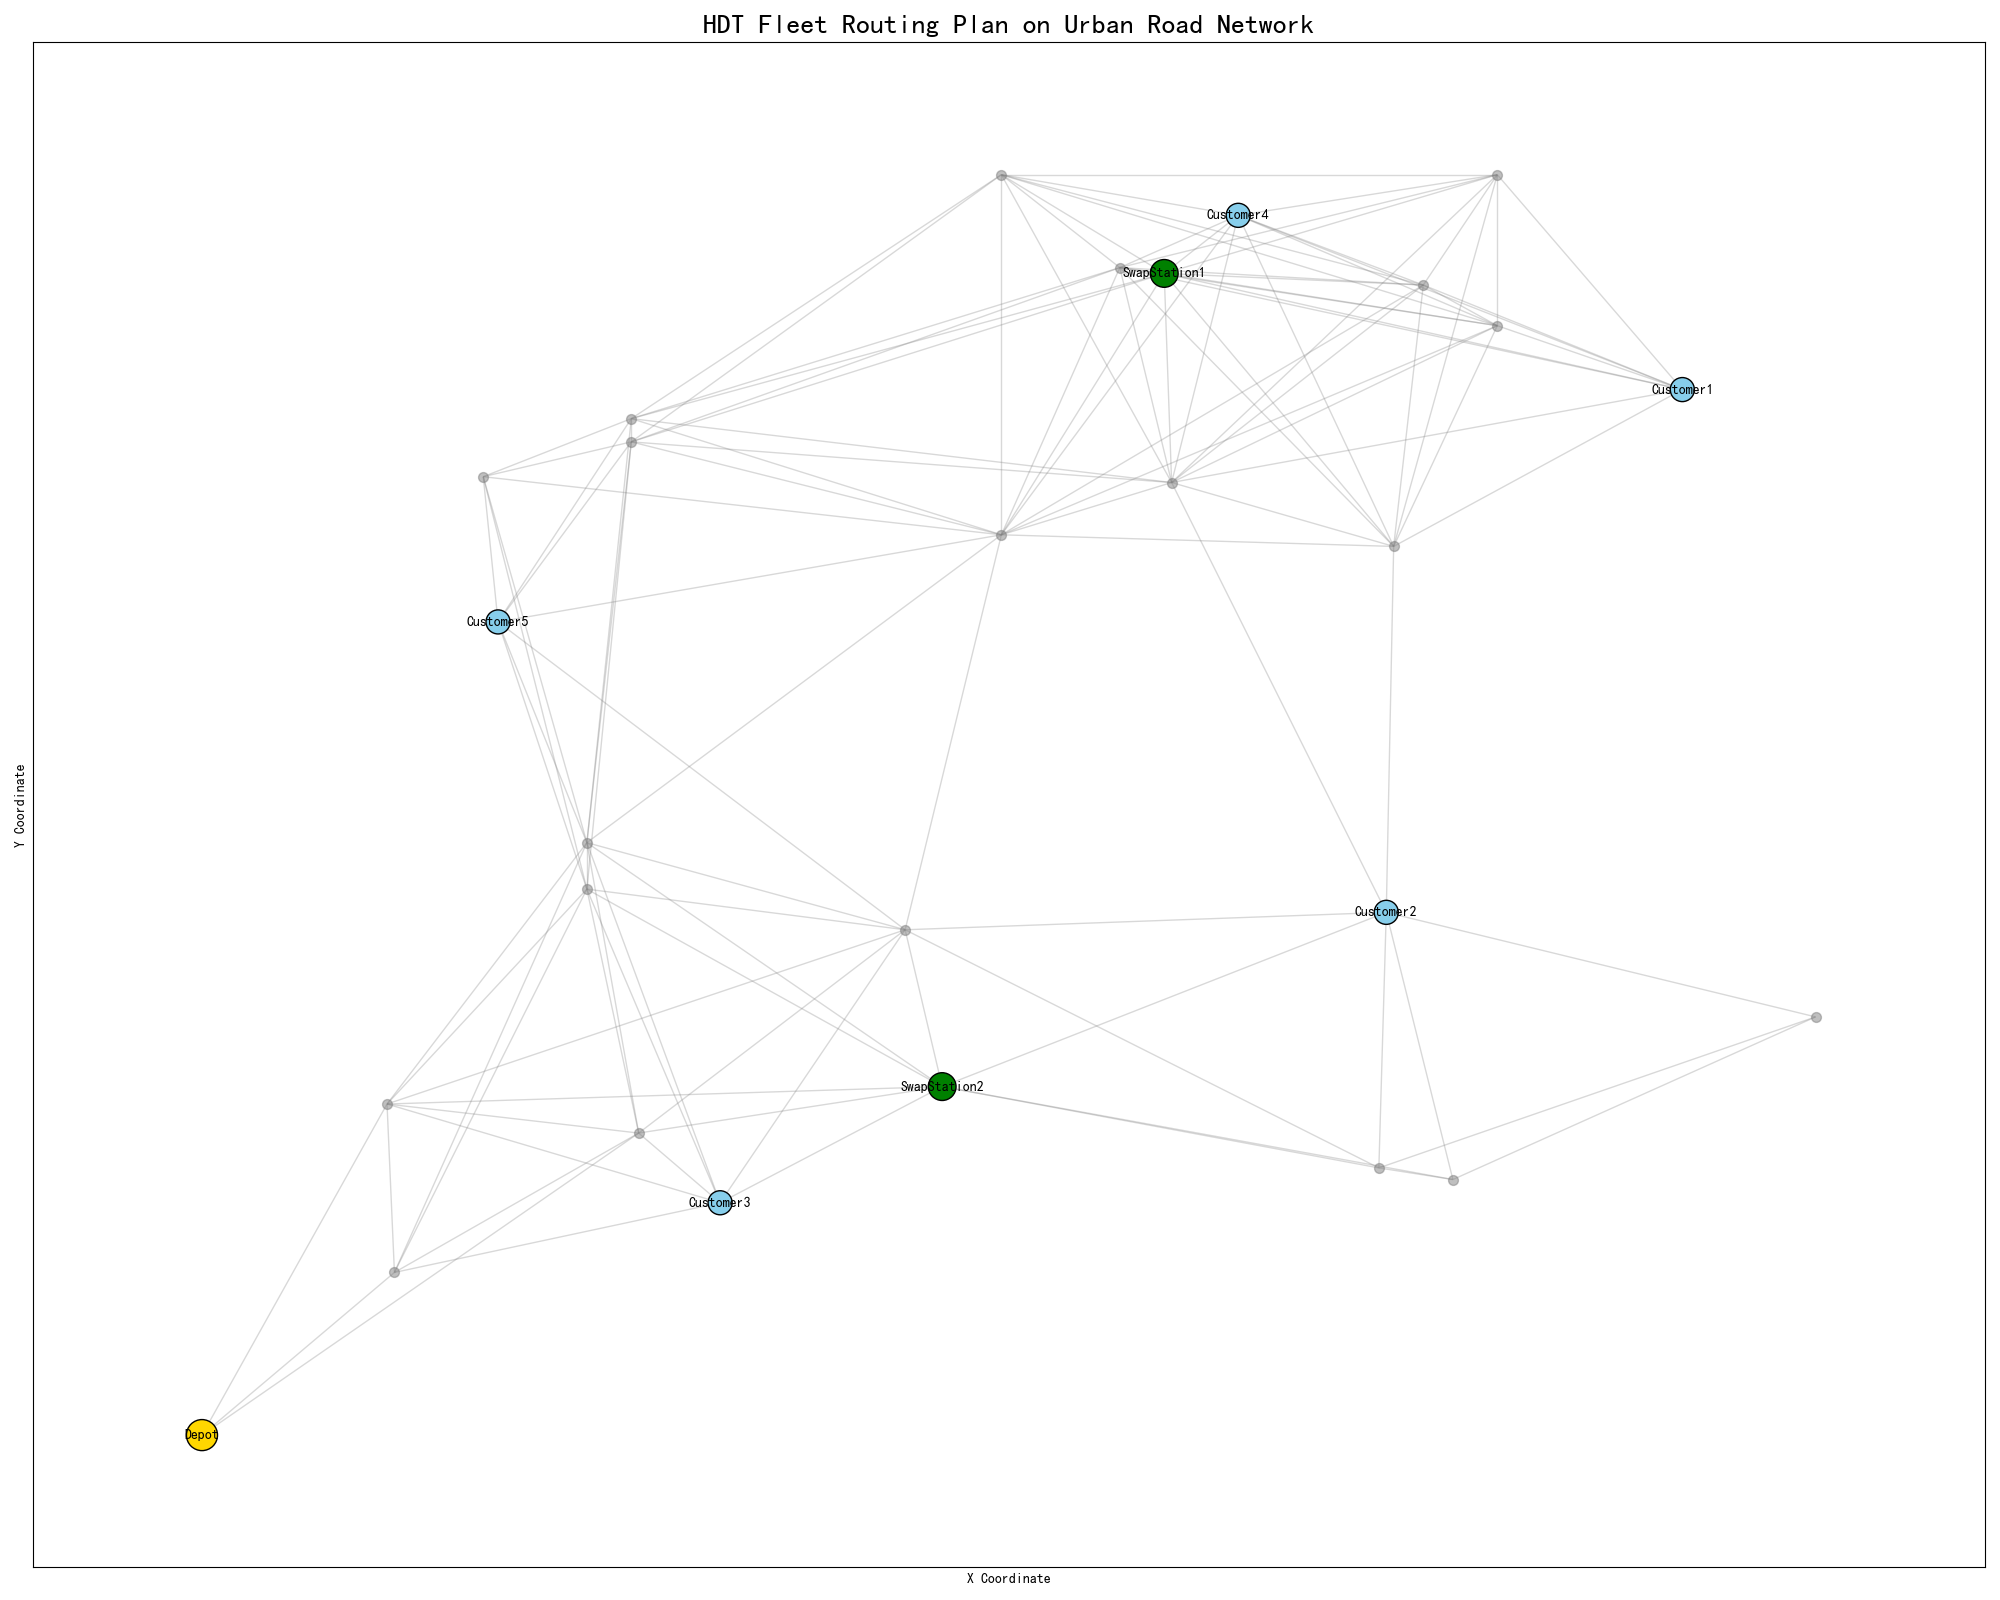 HDT Fleet Routing Plan on Urban Road Network
Customer4
SwapStation1
Customer1
Customer5
Y Coordinate
Customer2
SwapStation2
Customer3
Depot
X Coordinate